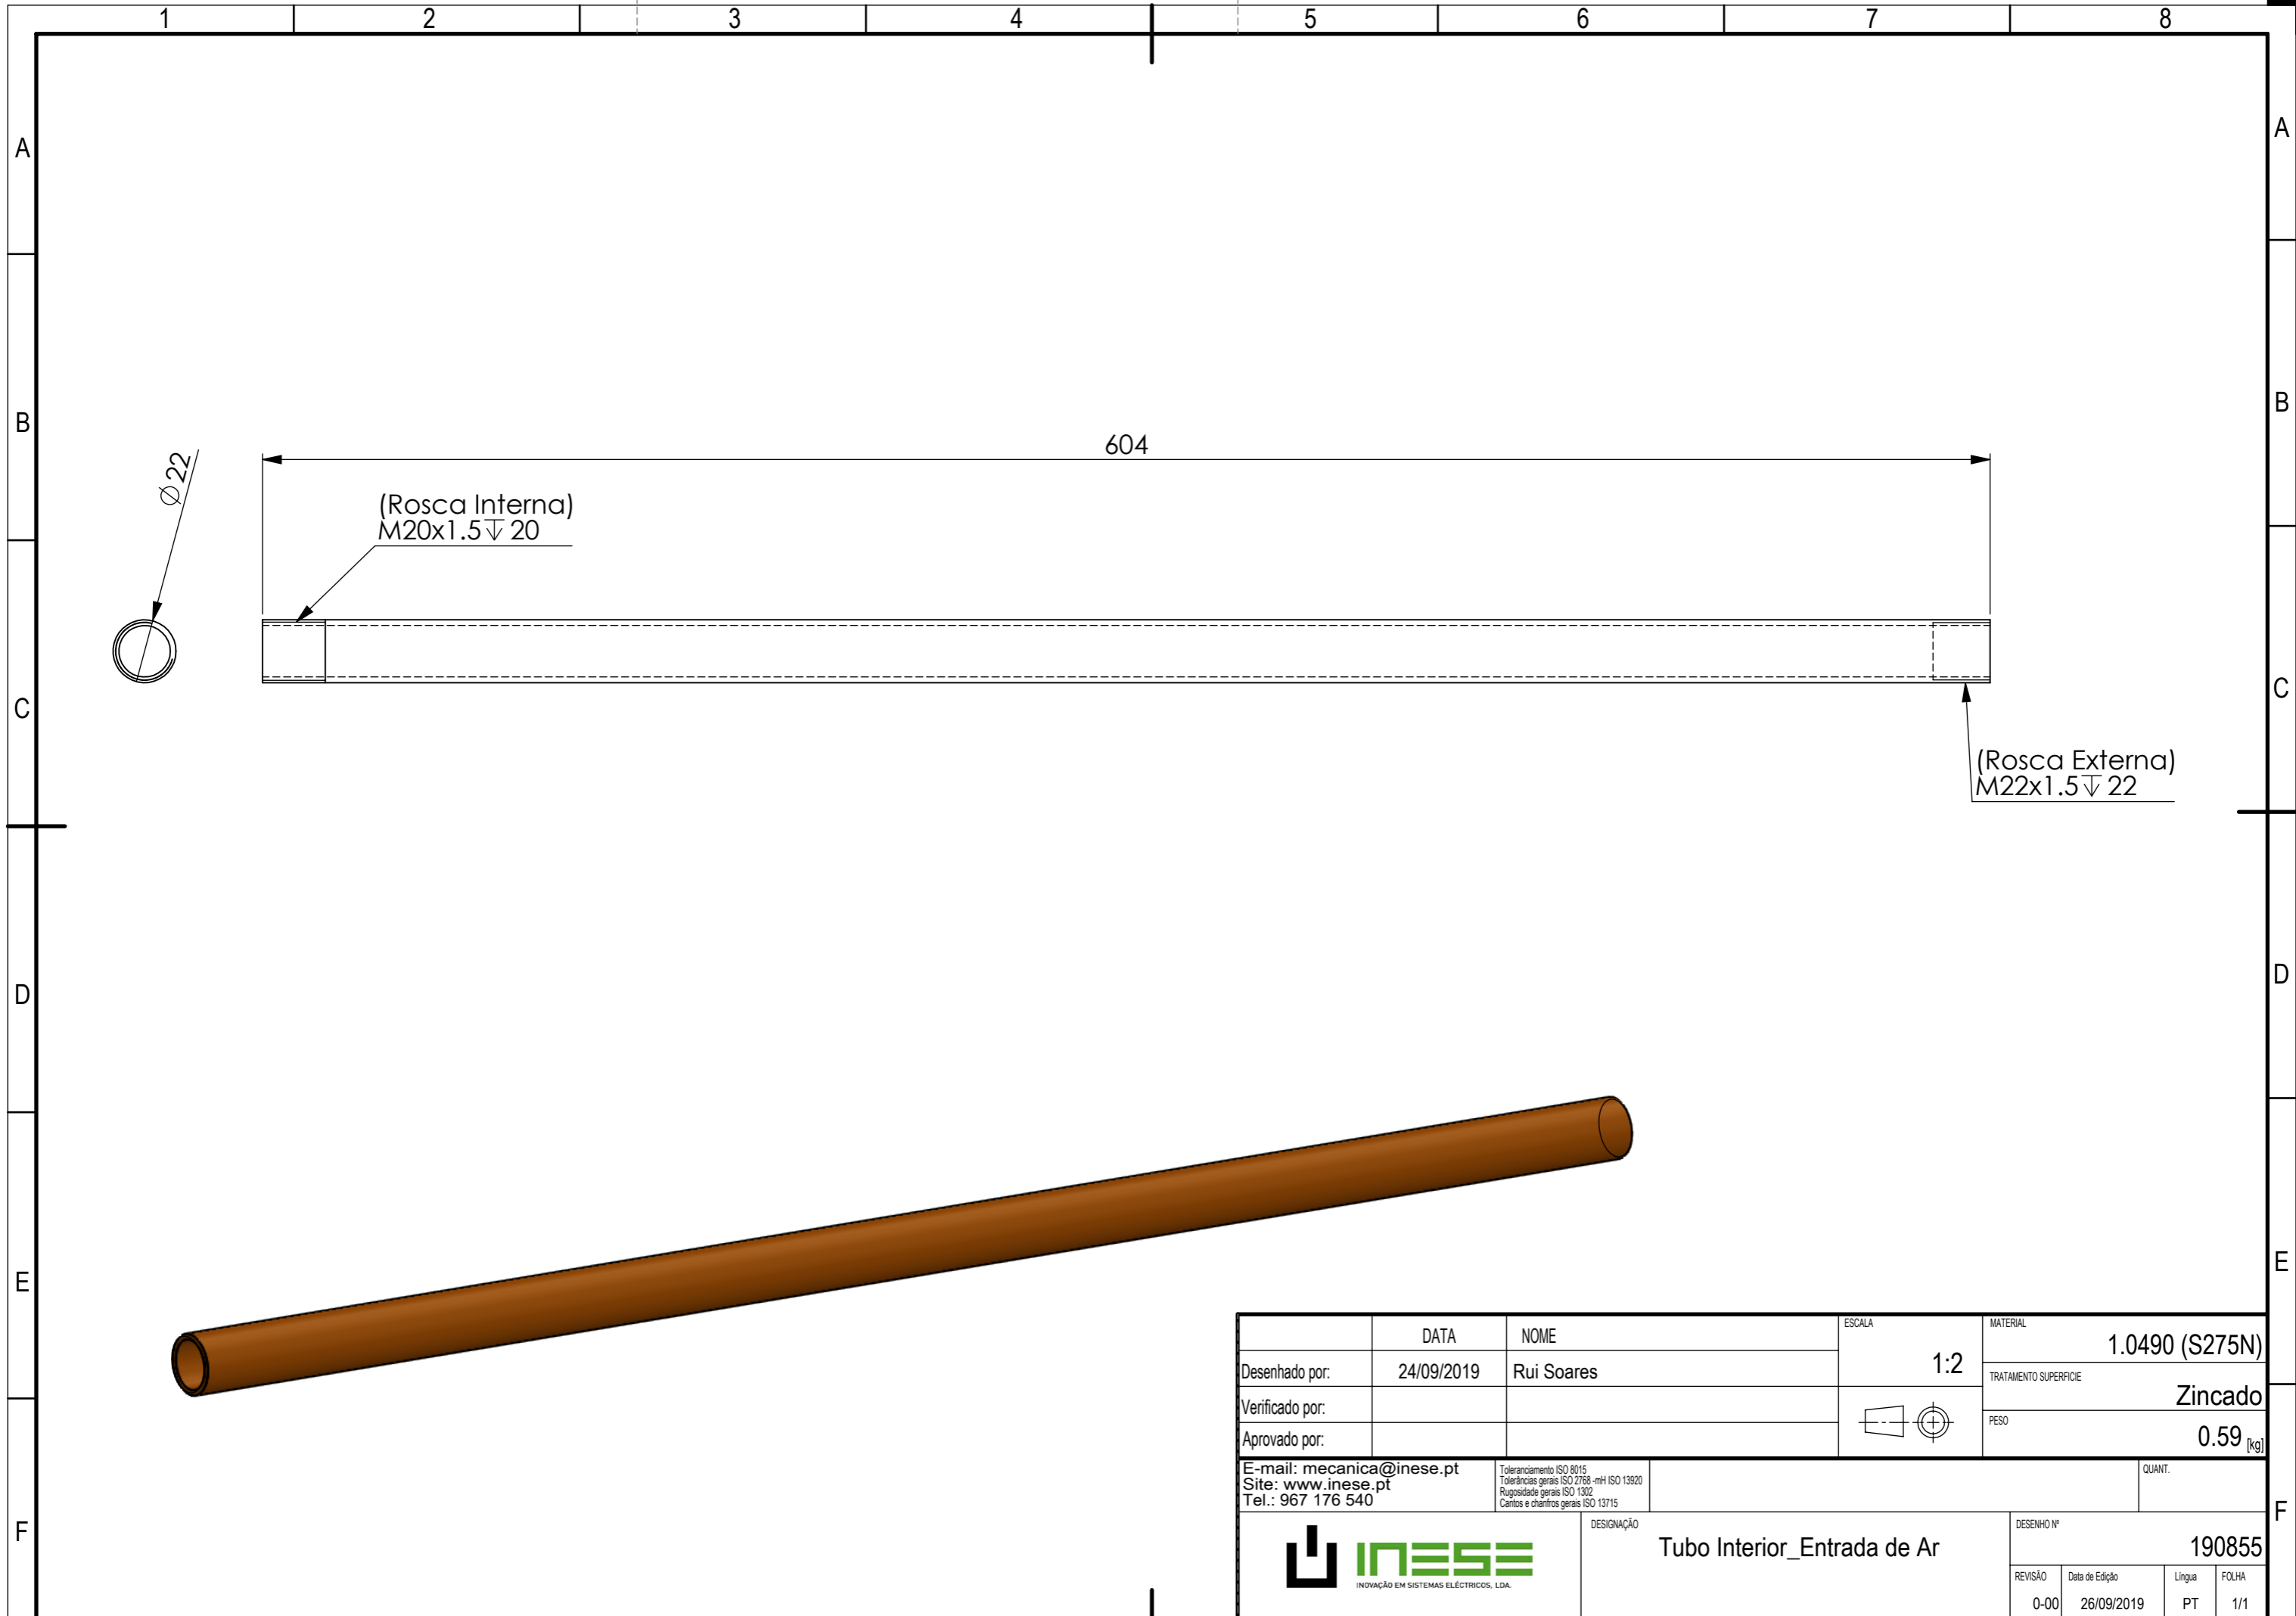 1 2 3 4 5 6 7 8
A A
B B
C C
D D
E E
F F
604
Ø22
(Rosca Interna)
M20x1.5↧20
(Rosca Externa)
M22x1.5↧22
DATA NOME
Desenhado por: 24/09/2019 Rui Soares
Verificado por:
Aprovado por:
ESCALA
1:2
MATERIAL
1.0490 (S275N)
TRATAMENTO SUPERFICIE
Zincado
PESO
0.59 [kg]
E-mail: mecanica@inese.pt
Site: www.inese.pt
Tel.: 967 176 540
Toleranciamento ISO 8015
Tolerâncias gerais ISO 2768 -mH ISO 13920
Rugosidade gerais ISO 1302
Cantos e chanfros gerais ISO 13715
QUANT.
INESE
INOVAÇÃO EM SISTEMAS ELÉCTRICOS, LDA.
DESIGNAÇÃO
Tubo Interior_Entrada de Ar
DESENHO Nº
190855
REVISÃO Data de Edição Língua FOLHA
0-00 26/09/2019 PT 1/1